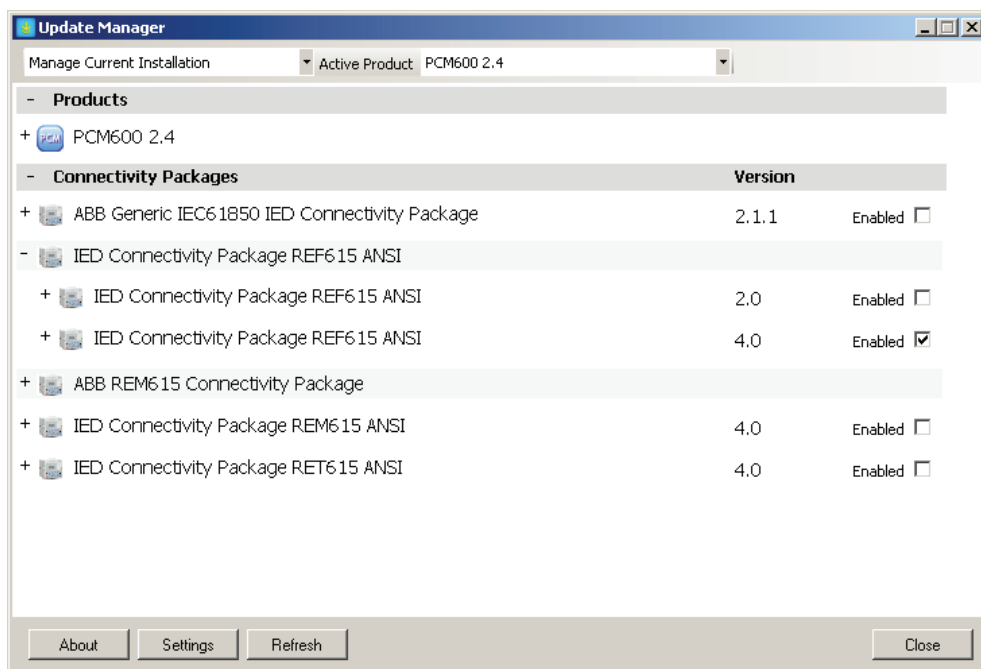 Update Manager
Manage Current Installation Active Product PCM600 2.4
- Products
+ PCM PCM600 2.4
- Connectivity Packages Version
+ ABB Generic IEC61850 IED Connectivity Package 2.1.1 Enabled
- IED Connectivity Package REF615 ANSI
+ IED Connectivity Package REF615 ANSI 2.0 Enabled
+ IED Connectivity Package REF615 ANSI 4.0 Enabled
+ ABB REM615 Connectivity Package
+ IED Connectivity Package REM615 ANSI 4.0 Enabled
+ IED Connectivity Package RET615 ANSI 4.0 Enabled
About Settings Refresh Close